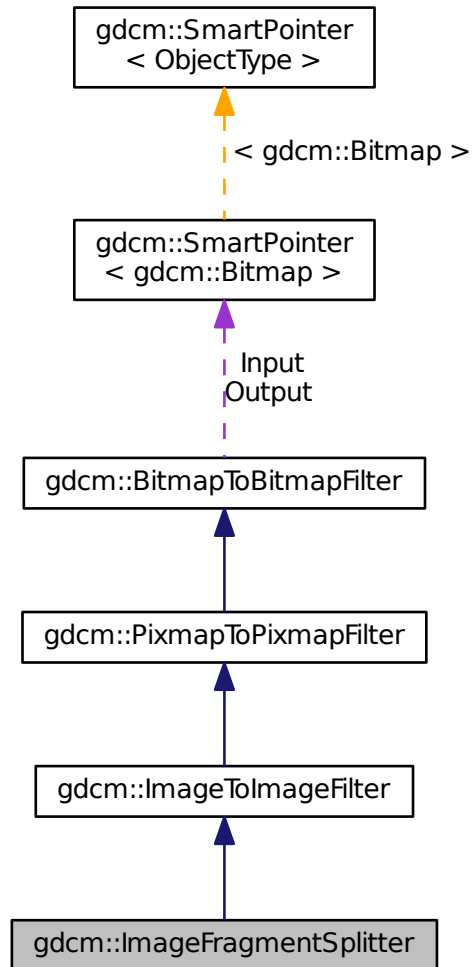 gdcm::SmartPointer
< ObjectType >
< gdcm::Bitmap >
gdcm::SmartPointer
< gdcm::Bitmap >
Input
Output
gdcm::BitmapToBitmapFilter
gdcm::PixmapToPixmapFilter
gdcm::ImageToImageFilter
gdcm::ImageFragmentSplitter